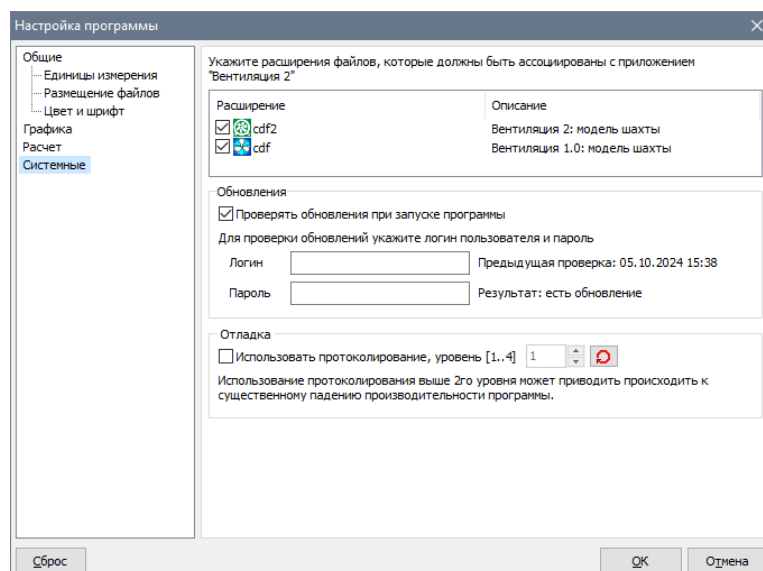 Настройка программы
Общие
Единицы измерения
Размещение файлов
Цвет и шрифт
Графика
Расчет
Системные
Укажите расширения файлов, которые должны быть ассоциированы с приложением
"Вентиляция 2"
Расширение Описание
cdf2 Вентиляция 2: модель шахты
cdf Вентиляция 1.0: модель шахты
Обновления
Проверять обновления при запуске программы
Для проверки обновлений укажите логин пользователя и пароль
Логин Предыдущая проверка: 05.10.2024 15:38
Пароль Результат: есть обновление
Отладка
Использовать протоколирование, уровень [1..4] 1
Использование протоколирования выше 2го уровня может приводить происходить к
существенному падению производительности программы.
Сброс OK Отмена